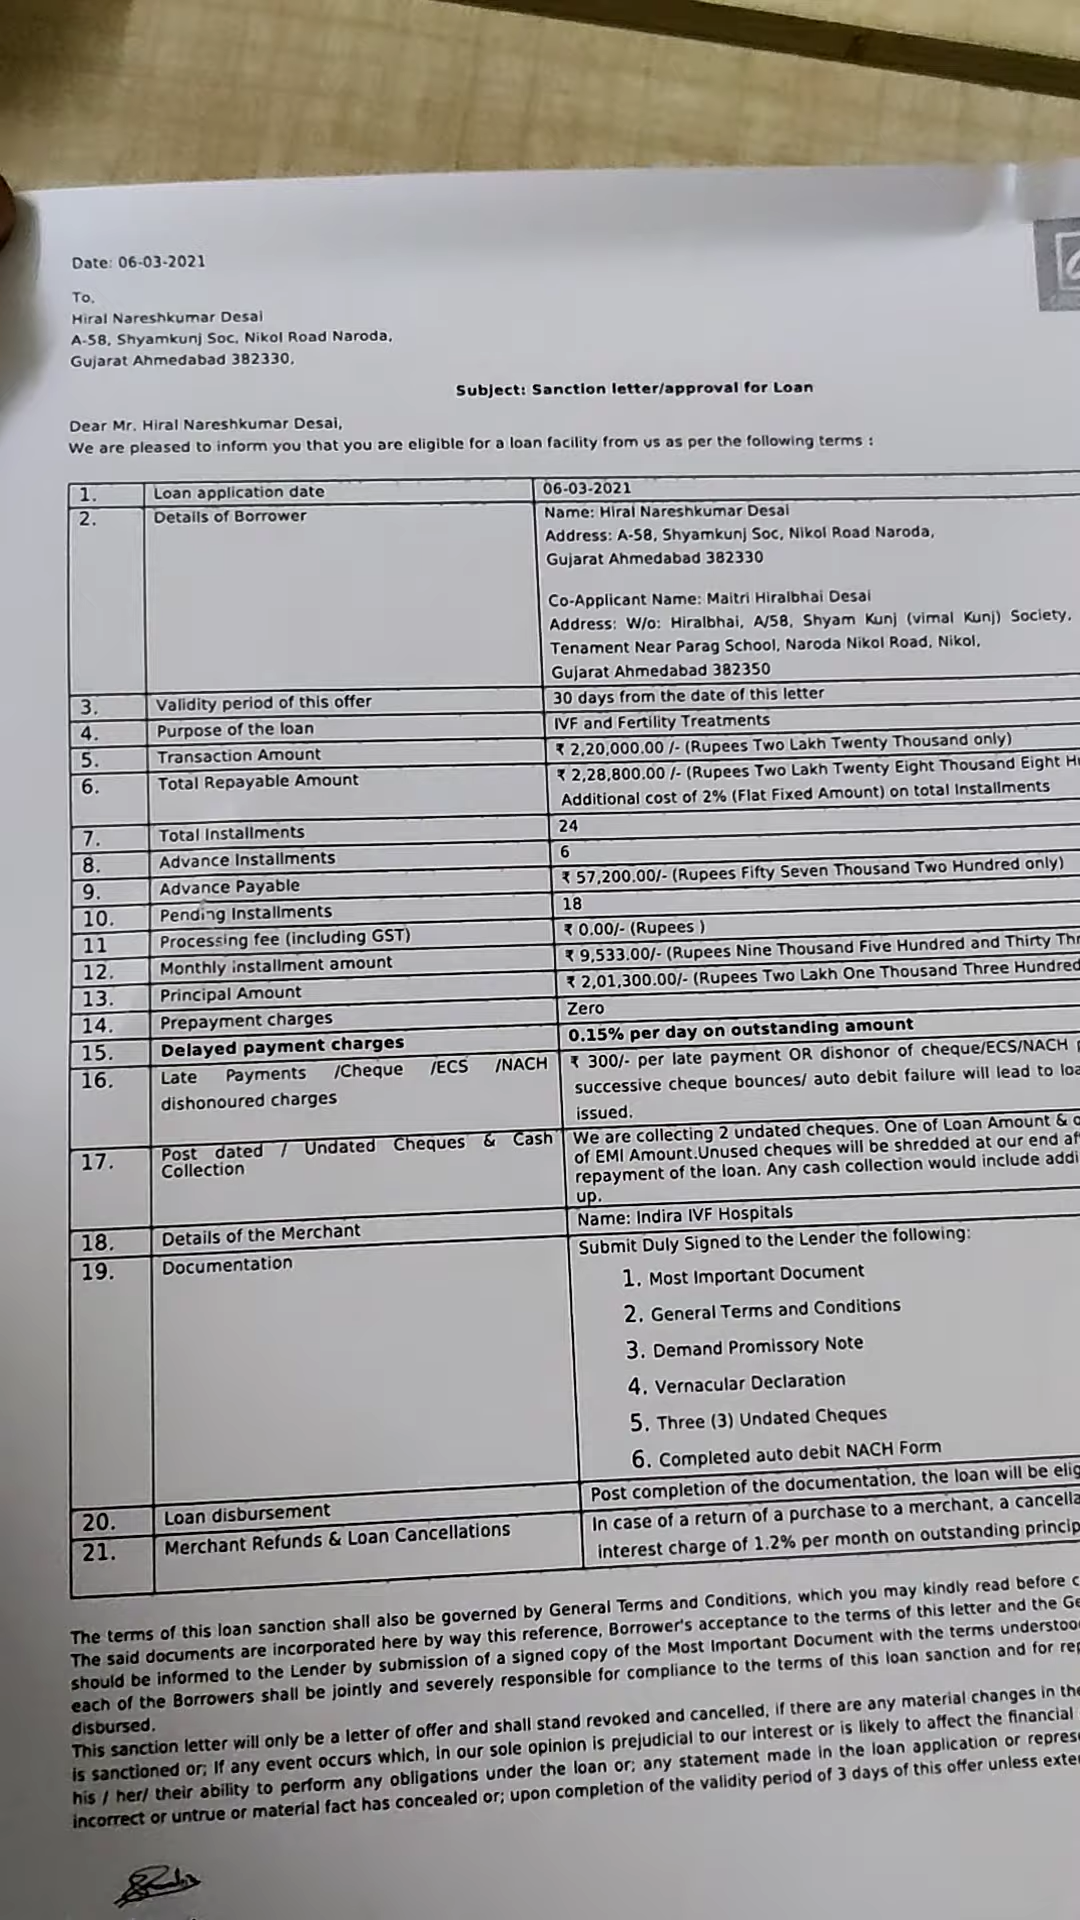 Date: 06-03-2021
To,
Hiral Nareshkumar Desai
A-58, Shyamkunj Soc, Nikol Road Naroda,
Gujarat Ahmedabad 382330,
Subject: Sanction letter/approval for Loan
Dear Mr. Hiral Nareshkumar Desai,
We are pleased to inform you that you are eligible for a loan facility from us as per the following terms :
1. Loan application date 06-03-2021
2. Details of Borrower Name: Hiral Nareshkumar Desai
Address: A-58, Shyamkunj Soc, Nikol Road Naroda,
Gujarat Ahmedabad 382330
Co-Applicant Name: Maitri Hiralbhai Desai
Address: W/o: Hiralbhai, A/58, Shyam Kunj (vimal Kunj) Society,
Tenament Near Parag School, Naroda Nikol Road, Nikol,
Gujarat Ahmedabad 382350
3. Validity period of this offer 30 days from the date of this letter
4. Purpose of the loan IVF and Fertility Treatments
5. Transaction Amount ₹ 2,20,000.00 /- (Rupees Two Lakh Twenty Thousand only)
6. Total Repayable Amount ₹ 2,28,800.00 /- (Rupees Two Lakh Twenty Eight Thousand Eight
Additional cost of 2% (Flat Fixed Amount) on total Installments
7. Total Installments 24
8. Advance Installments 6
9. Advance Payable ₹ 57,200.00/- (Rupees Fifty Seven Thousand Two Hundred only)
10. Pending Installments 18
11 Processing fee (including GST) ₹ 0.00/- (Rupees )
12. Monthly installment amount ₹ 9,533.00/- (Rupees Nine Thousand Five Hundred and Thirty
13. Principal Amount ₹ 2,01,300.00/- (Rupees Two Lakh One Thousand Three Hundred
14. Prepayment charges Zero
15. Delayed payment charges 0.15% per day on outstanding amount
16. Late Payments /Cheque /ECS /NACH ₹ 300/- per late payment OR dishonor of cheque/ECS/NACH
dishonoured charges successive cheque bounces/ auto debit failure will lead to
issued.
17. Post dated / Undated Cheques & Cash We are collecting 2 undated cheques. One of Loan Amount &
Collection of EMI Amount.Unused cheques will be shredded at our end
repayment of the loan. Any cash collection would include
up.
18. Details of the Merchant Name: Indira IVF Hospitals
19. Documentation Submit Duly Signed to the Lender the following:
1. Most Important Document
2. General Terms and Conditions
3. Demand Promissory Note
4. Vernacular Declaration
5. Three (3) Undated Cheques
6. Completed auto debit NACH Form
20. Loan disbursement Post completion of the documentation, the loan will be
21. Merchant Refunds & Loan Cancellations In case of a return of a purchase to a merchant, a
interest charge of 1.2% per month on outstanding
The terms of this loan sanction shall also be governed by General Terms and Conditions, which you may kindly read before
The said documents are incorporated here by way this reference, Borrower's acceptance to the terms of this letter and the
should be informed to the Lender by submission of a signed copy of the Most Important Document with the terms
each of the Borrowers shall be jointly and severely responsible for compliance to the terms of this loan sanction and for
disbursed.
This sanction letter will only be a letter of offer and shall stand revoked and cancelled, if there are any material changes in the
is sanctioned or; If any event occurs which, In our sole opinion is prejudicial to our interest or is likely to affect the financial
his / her/ their ability to perform any obligations under the loan or; any statement made in the loan application or
incorrect or untrue or material fact has concealed or; upon completion of the validity period of 3 days of this offer unless